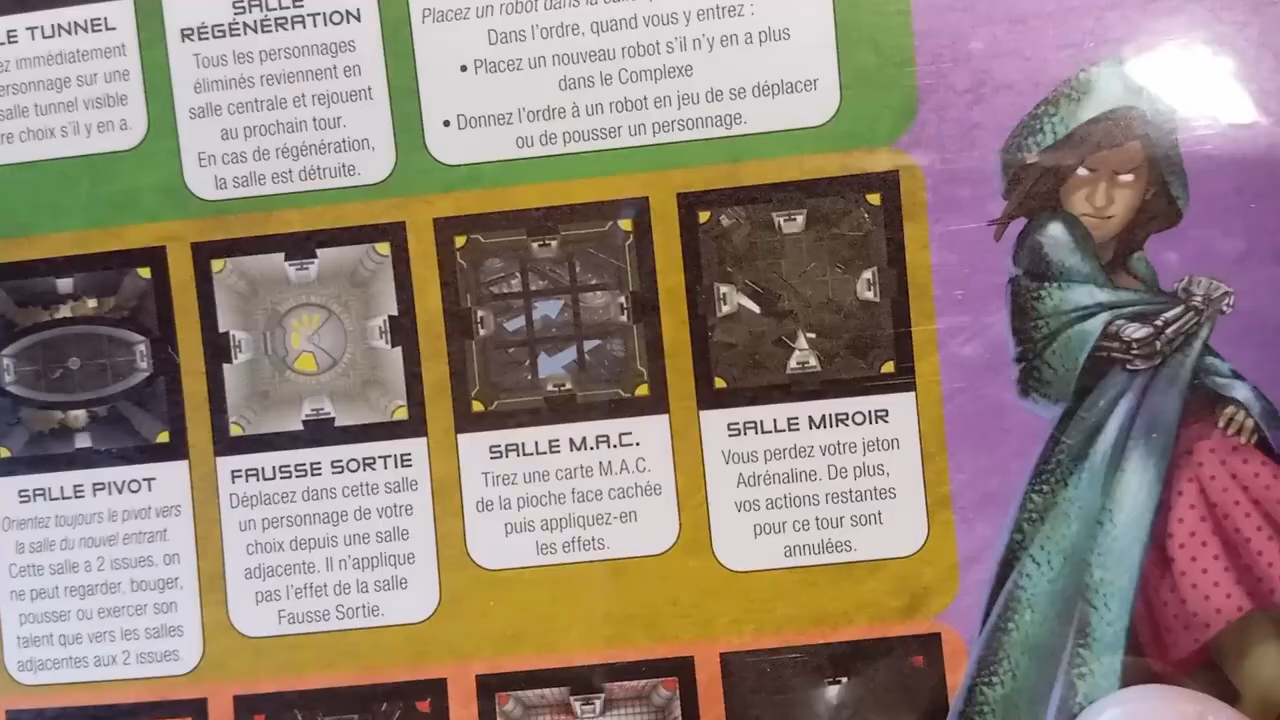 LE TUNNEL
ez immédiatement
ersonnage sur une
salle tunnel visible
re choix s'il y en a.
SALLE
RÉGÉNÉRATION
Tous les personnages
éliminés reviennent en
salle centrale et rejouent
au prochain tour.
En cas de régénération,
la salle est détruite.
Placez un robot dans la
Dans l'ordre, quand vous y entrez :
• Placez un nouveau robot s'il n'y en a plus
dans le Complexe
• Donnez l'ordre à un robot en jeu de se déplacer
ou de pousser un personnage.
SALLE PIVOT
Orientez toujours le pivot vers
la salle du nouvel entrant.
Cette salle a 2 issues, on
ne peut regarder, bouger,
pousser ou exercer son
talent que vers les salles
adjacentes aux 2 issues.
FAUSSE SORTIE
Déplacez dans cette salle
un personnage de votre
choix depuis une salle
adjacente. Il n'applique
pas l'effet de la salle
Fausse Sortie.
SALLE M.A.C.
Tirez une carte M.A.C.
de la pioche face cachée
puis appliquez-en
les effets.
SALLE MIROIR
Vous perdez votre jeton
Adrénaline. De plus,
vos actions restantes
pour ce tour sont
annulées.